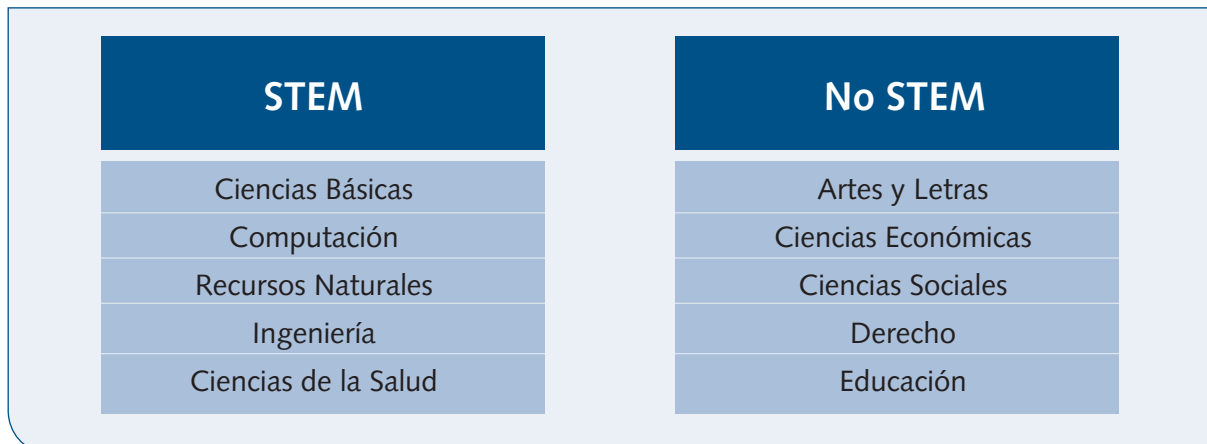 STEM
Ciencias Básicas
Computación
Recursos Naturales
Ingeniería
Ciencias de la Salud
No STEM
Artes y Letras
Ciencias Económicas
Ciencias Sociales
Derecho
Educación